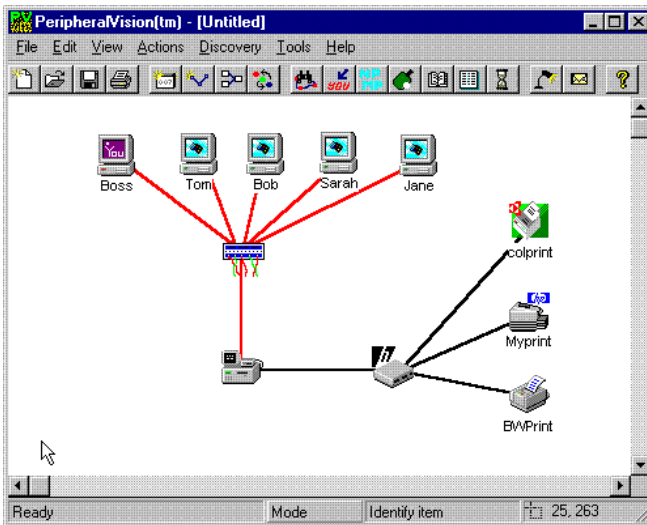 PeripheralVision(tm) - [Untitled]
File Edit View Actions Discovery Tools Help
You
Boss Tom Bob Sarah Jane
colprint
Myprint
BWPrint
Ready Mode Identify item 25, 263